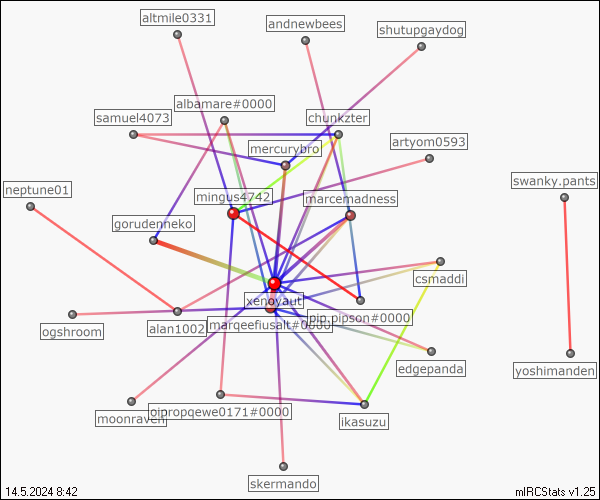 altmile0331
andnewbees
shutupgaydog
albamare#0000
samuel4073
chunkzter
mercurybro
artyom0593
neptune01
swanky.pants
mingus4742
marcemadness
gorudenneko
csmaddi
xenoyaut
pip.pipson#0000
marqeefiusalt#0000
ogshroom
alan1002
edgepanda
yoshimanden
moonraven
oipropqewe0171#0000
ikasuzu
skermando
14.5.2024 8:42
mIRCStats v1.25